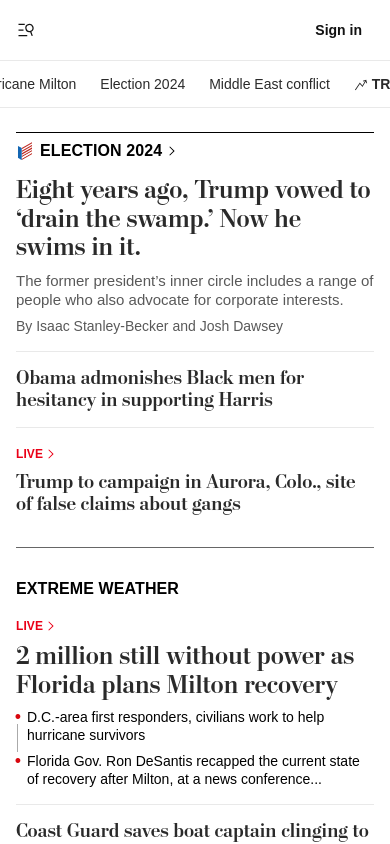 Sign in
ricane Milton Election 2024 Middle East conflict TR
ELECTION 2024
Eight years ago, Trump vowed to
‘drain the swamp.’ Now he
swims in it.
The former president’s inner circle includes a range of
people who also advocate for corporate interests.
By Isaac Stanley-Becker and Josh Dawsey
Obama admonishes Black men for
hesitancy in supporting Harris
LIVE
Trump to campaign in Aurora, Colo., site
of false claims about gangs
EXTREME WEATHER
LIVE
2 million still without power as
Florida plans Milton recovery
D.C.-area first responders, civilians work to help
hurricane survivors
Florida Gov. Ron DeSantis recapped the current state
of recovery after Milton, at a news conference...
Coast Guard saves boat captain clinging to